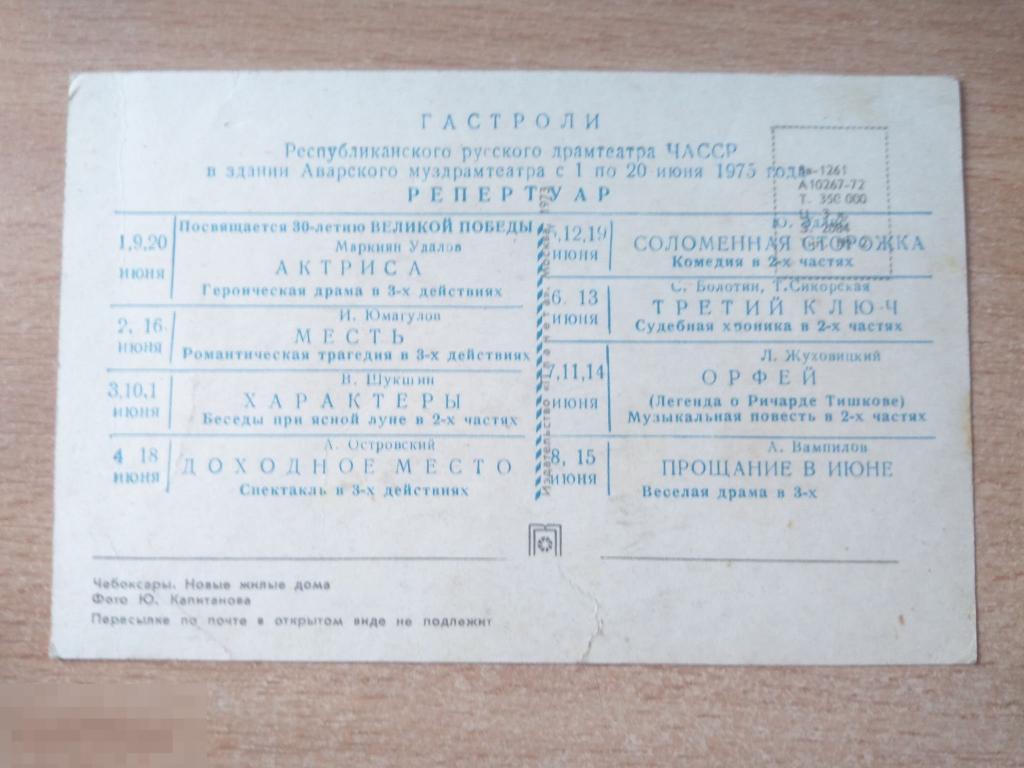 ГАСТРОЛИ
Республиканского русского драмтеатра ЧАССР
в здании Аварского муздрамтеатра с 1 по 20 июня 1975 года
РЕПЕРТУАР
1,9,20
июня
Посвящается 30-летию ВЕЛИКОЙ ПОБЕДЫ
Маркиян Удалов
АКТРИСА
Героическая драма в 3-х действиях
2, 16
июня
И. Юмагулов
МЕСТЬ
Романтическая трагедия в 3-х действиях
3,10,1
июня
В. Шукшин
ХАРАКТЕРЫ
Беседы при ясной луне в 2-х частях
4 18
июня
А. Островский
ДОХОДНОЕ МЕСТО
Спектакль в 3-х действиях
12,19
июня
Ю.
СОЛОМЕННАЯ СТОРОЖКА
Комедия в 2-х частях
6 13
июня
С. Болотин, Т.Сикорская
ТРЕТИЙ КЛЮЧ
Судебная хроника в 2-х частях
7,11,14
июня
Л. Жуховицкий
ОРФЕЙ
(Легенда о Ричарде Тишкове)
Музыкальная повесть в 2-х частях
8, 15
июня
А. Вампилов
ПРОЩАНИЕ В ИЮНЕ
Веселая драма в 3-х
-1261
А10267-72
Т. 350 000
Издательство «Планета». Москва, 1973
Чебоксары. Новые жилые дома
Фото Ю. Капитанова
Пересылке по почте в открытом виде не подлежит